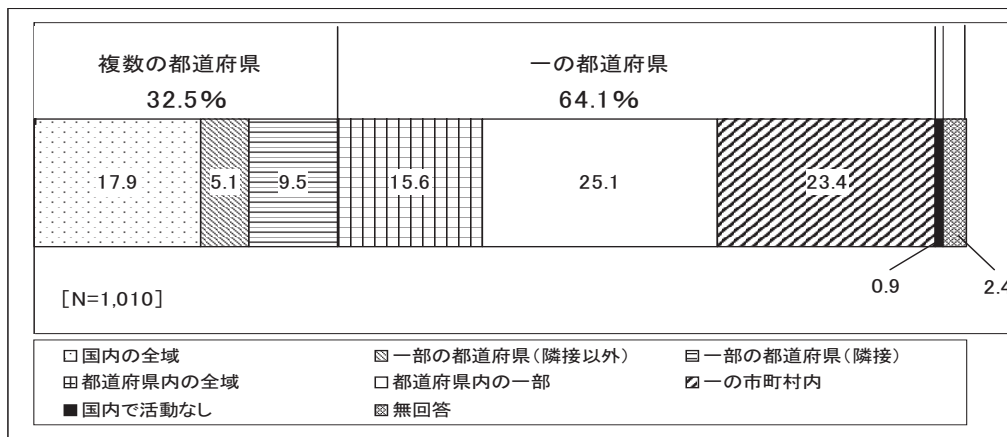 複数の都道府県 一の都道府県
32.5% 64.1%
17.9 5.1 9.5 15.6 25.1 23.4
0.9 2.4
[N=1,010]
国内の全域 一部の都道府県(隣接以外) 一部の都道府県(隣接)
都道府県内の全域 都道府県内の一部 一の市町村内
国内で活動なし 無回答